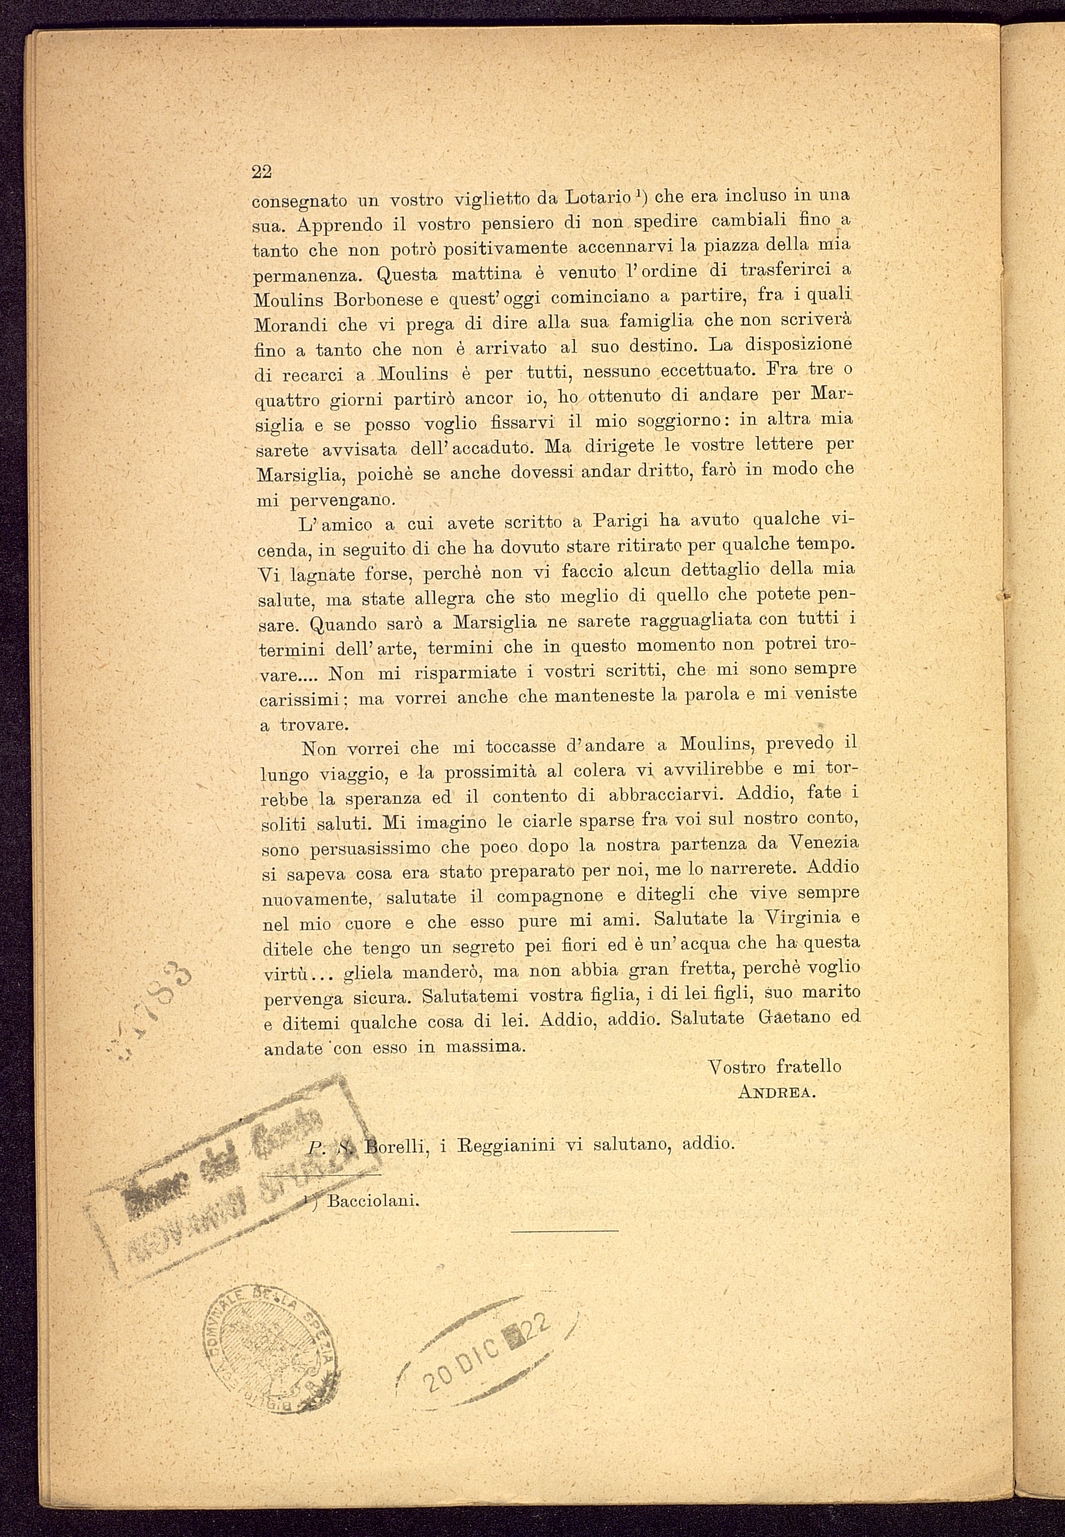 22
consegnato un vostro viglietto da Lotario ¹) che era incluso in una
sua. Apprendo il vostro pensiero di non spedire cambiali fino a
tanto che non potrò positivamente accennarvi la piazza della mia
permanenza. Questa mattina è venuto l'ordine di trasferirci a
Moulins Borbonese e quest'oggi cominciano a partire, fra i quali
Morandi che vi prega di dire alla sua famiglia che non scriverà
fino a tanto che non è arrivato al suo destino. La disposizione
di recarci a Moulins è per tutti, nessuno eccettuato. Fra tre o
quattro giorni partirò ancor io, ho ottenuto di andare per Mar-
siglia e se posso voglio fissarvi il mio soggiorno: in altra mia
sarete avvisata dell'accaduto. Ma dirigete le vostre lettere per
Marsiglia, poichè se anche dovessi andar dritto, farò in modo che
mi pervengano.
L'amico a cui avete scritto a Parigi ha avuto qualche vi-
cenda, in seguito di che ha dovuto stare ritirato per qualche tempo.
Vi lagnate forse, perchè non vi faccio alcun dettaglio della mia
salute, ma state allegra che sto meglio di quello che potete pen-
sare. Quando sarò a Marsiglia ne sarete ragguagliata con tutti i
termini dell'arte, termini che in questo momento non potrei tro-
vare.... Non mi risparmiate i vostri scritti, che mi sono sempre
carissimi; ma vorrei anche che manteneste la parola e mi veniste
a trovare.
Non vorrei che mi toccasse d'andare a Moulins, prevedo il
lungo viaggio, e la prossimità al colera vi avvilirebbe e mi tor-
rebbe la speranza ed il contento di abbracciarvi. Addio, fate i
soliti saluti. Mi imagino le ciarle sparse fra voi sul nostro conto,
sono persuasissimo che poco dopo la nostra partenza da Venezia
si sapeva cosa era stato preparato per noi, me lo narrerete. Addio
nuovamente, salutate il compagnone e ditegli che vive sempre
nel mio cuore e che esso pure mi ami. Salutate la Virginia e
ditele che tengo un segreto pei fiori ed è un'acqua che ha questa
virtù... gliela manderò, ma non abbia gran fretta, perchè voglio
pervenga sicura. Salutatemi vostra figlia, i di lei figli, suo marito
e ditemi qualche cosa di lei. Addio, addio. Salutate Gaetano ed
andate con esso in massima.
Vostro fratello
ANDREA.
P. S. Borelli, i Reggianini vi salutano, addio.
¹) Bacciolani.
Dono del Conte
GIOVANNI SFORZA
BIBLIOTECA COMVNALE DELLA SPEZIA
20 DIC 22